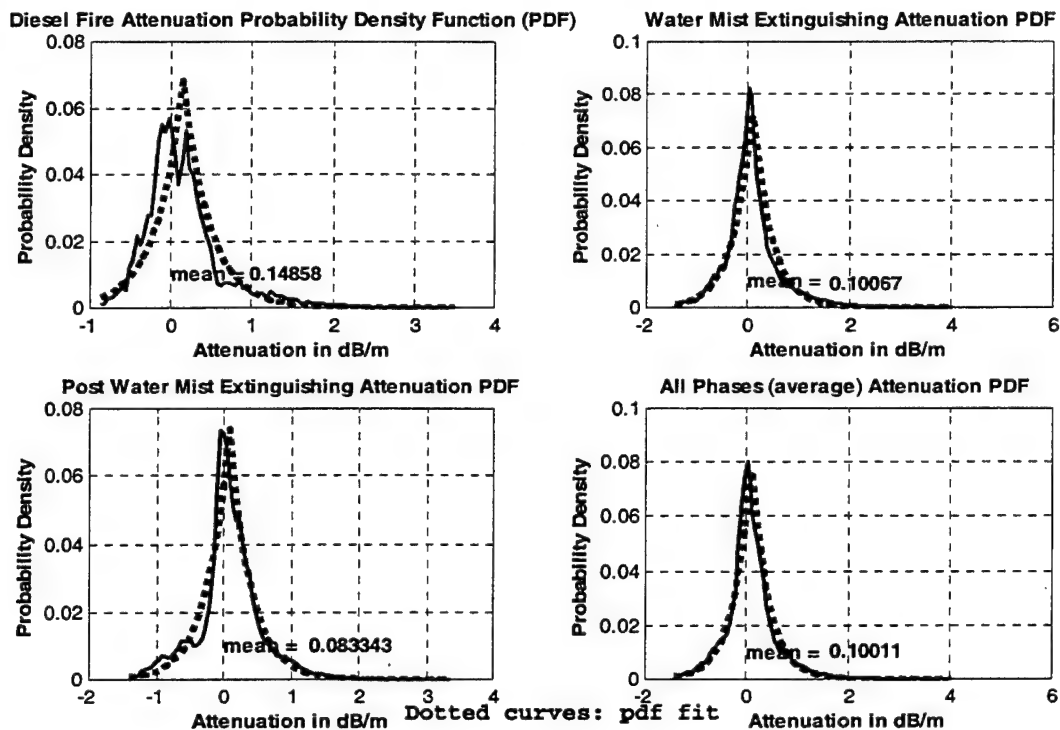 Diesel Fire Attenuation Probability Density Function (PDF)
0.08
0.06
0.04
0.02
0
Probability Density
mean = 0.14858
-1 0 1 2 3 4
Attenuation in dB/m
Water Mist Extinguishing Attenuation PDF
0.1
0.08
0.06
0.04
0.02
0
Probability Density
mean = 0.10067
-2 0 2 4 6
Attenuation in dB/m
Post Water Mist Extinguishing Attenuation PDF
0.08
0.06
0.04
0.02
0
Probability Density
mean = 0.083343
-2 -1 0 1 2 3 4
Attenuation in dB/m
All Phases (average) Attenuation PDF
0.1
0.08
0.06
0.04
0.02
0
Probability Density
mean = 0.10011
-2 0 2 4 6
Attenuation in dB/m
Dotted curves: pdf fit